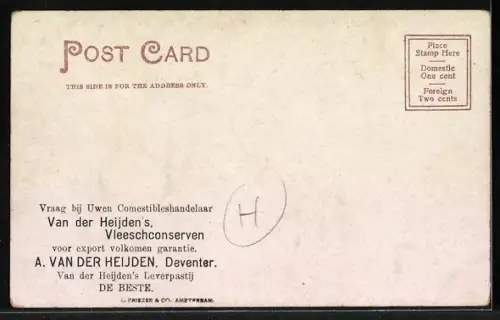 POST CARD
THIS SIDE IS FOR THE ADDRESS ONLY.
Place
Stamp Here
Domestic
One cent
Foreign
Two cents
Vraag bij Uwen Comestibleshandelaar
Van der Heijden's,
Vleeschconserven
voor export volkomen garantie.
A. VAN DER HEIJDEN, Deventer.
Van der Heijden's Leverpastij
DE BESTE.
& CO. AMSTERDAM.
H